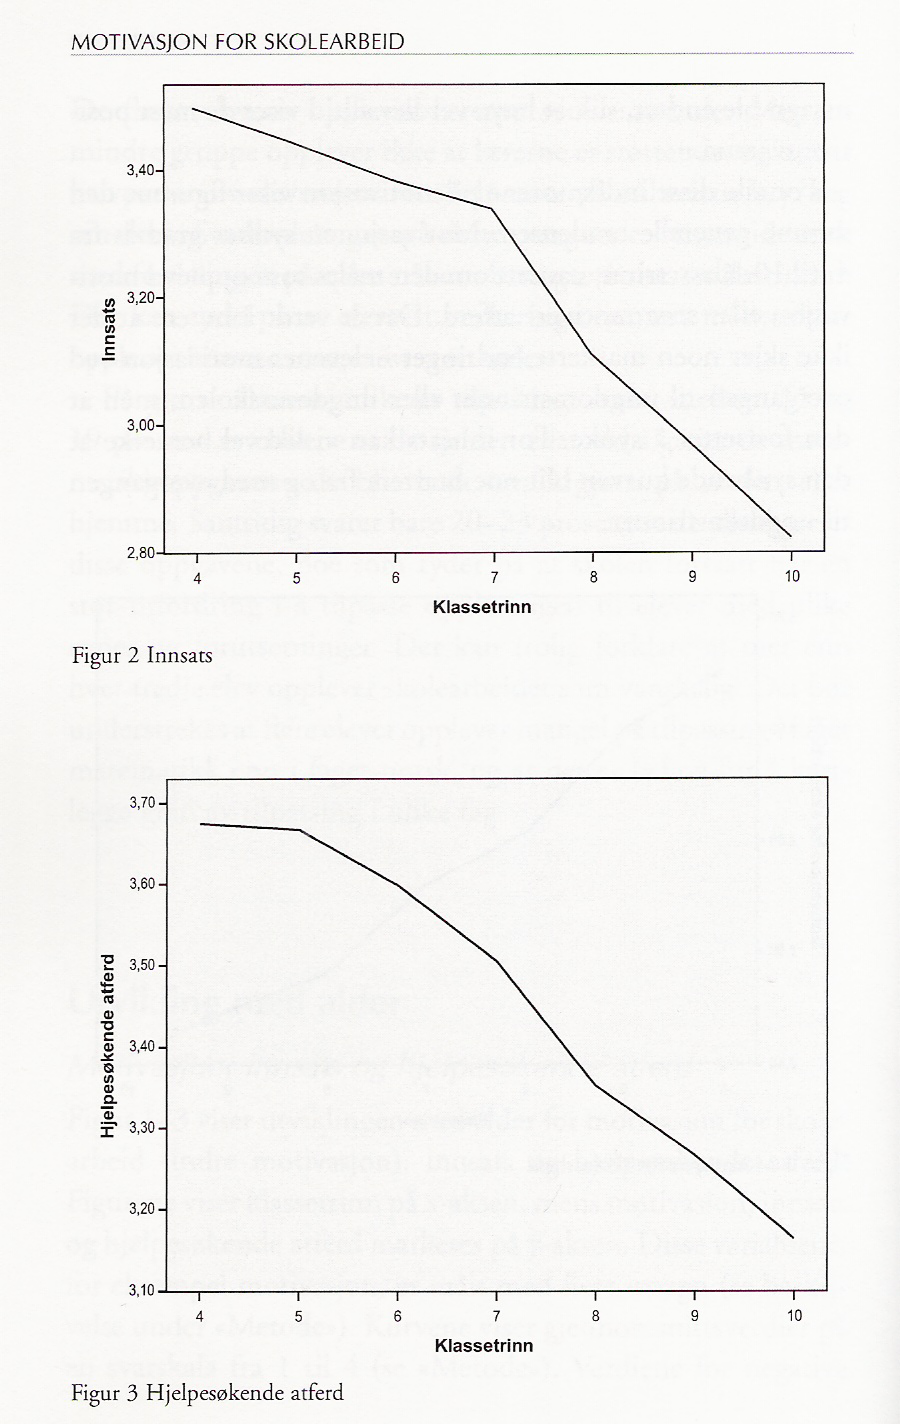 MOTIVASJON FOR SKOLEARBEID
3,40
3,20
3,00
2,80
Innsats
4 5 6 7 8 9 10
Klassetrinn
Figur 2 Innsats
3,70
3,60
3,50
3,40
3,30
3,20
3,10
Hjelpesøkende atferd
4 5 6 7 8 9 10
Klassetrinn
Figur 3 Hjelpesøkende atferd